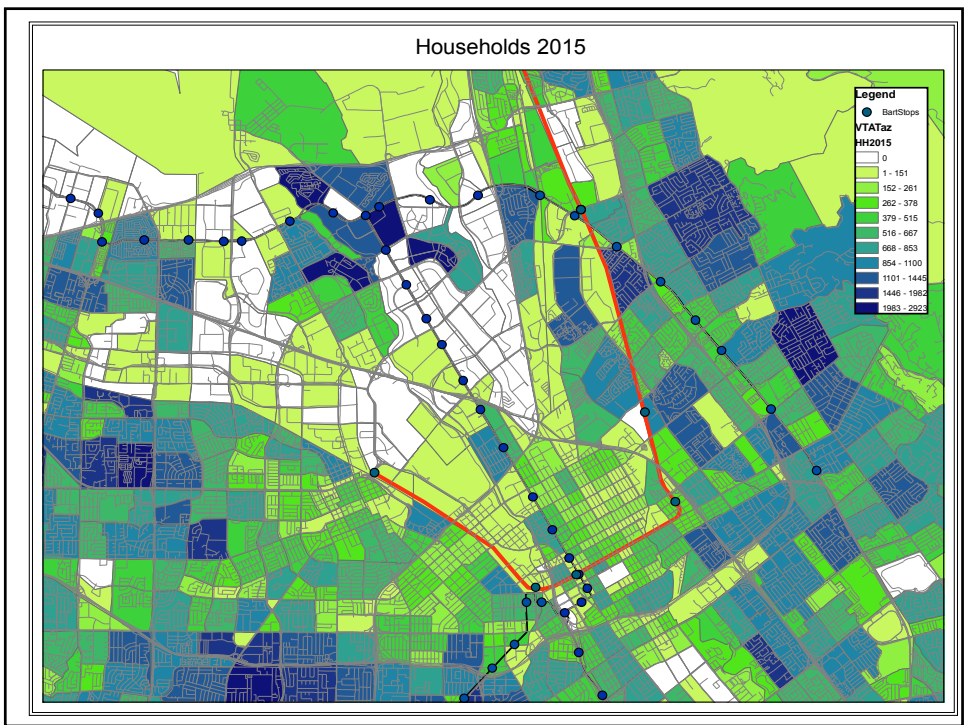 Households 2015
Legend
BartStops
VTATaz
HH2015
0
1 - 151
152 - 261
262 - 378
379 - 515
516 - 667
668 - 853
854 - 1100
1101 - 1445
1446 - 1982
1983 - 2923